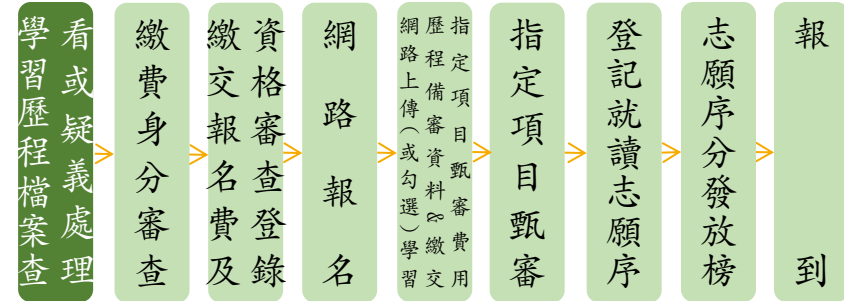 學習歷程檔案查
看或疑義處理
繳費身分審查
繳交報名費及
資格審查登錄
網路報名
網路上傳(或勾選)學習
歷程備審資料&繳交
指定項目甄審費用
指定項目甄審
登記就讀志願序
志願序分發放榜
報到